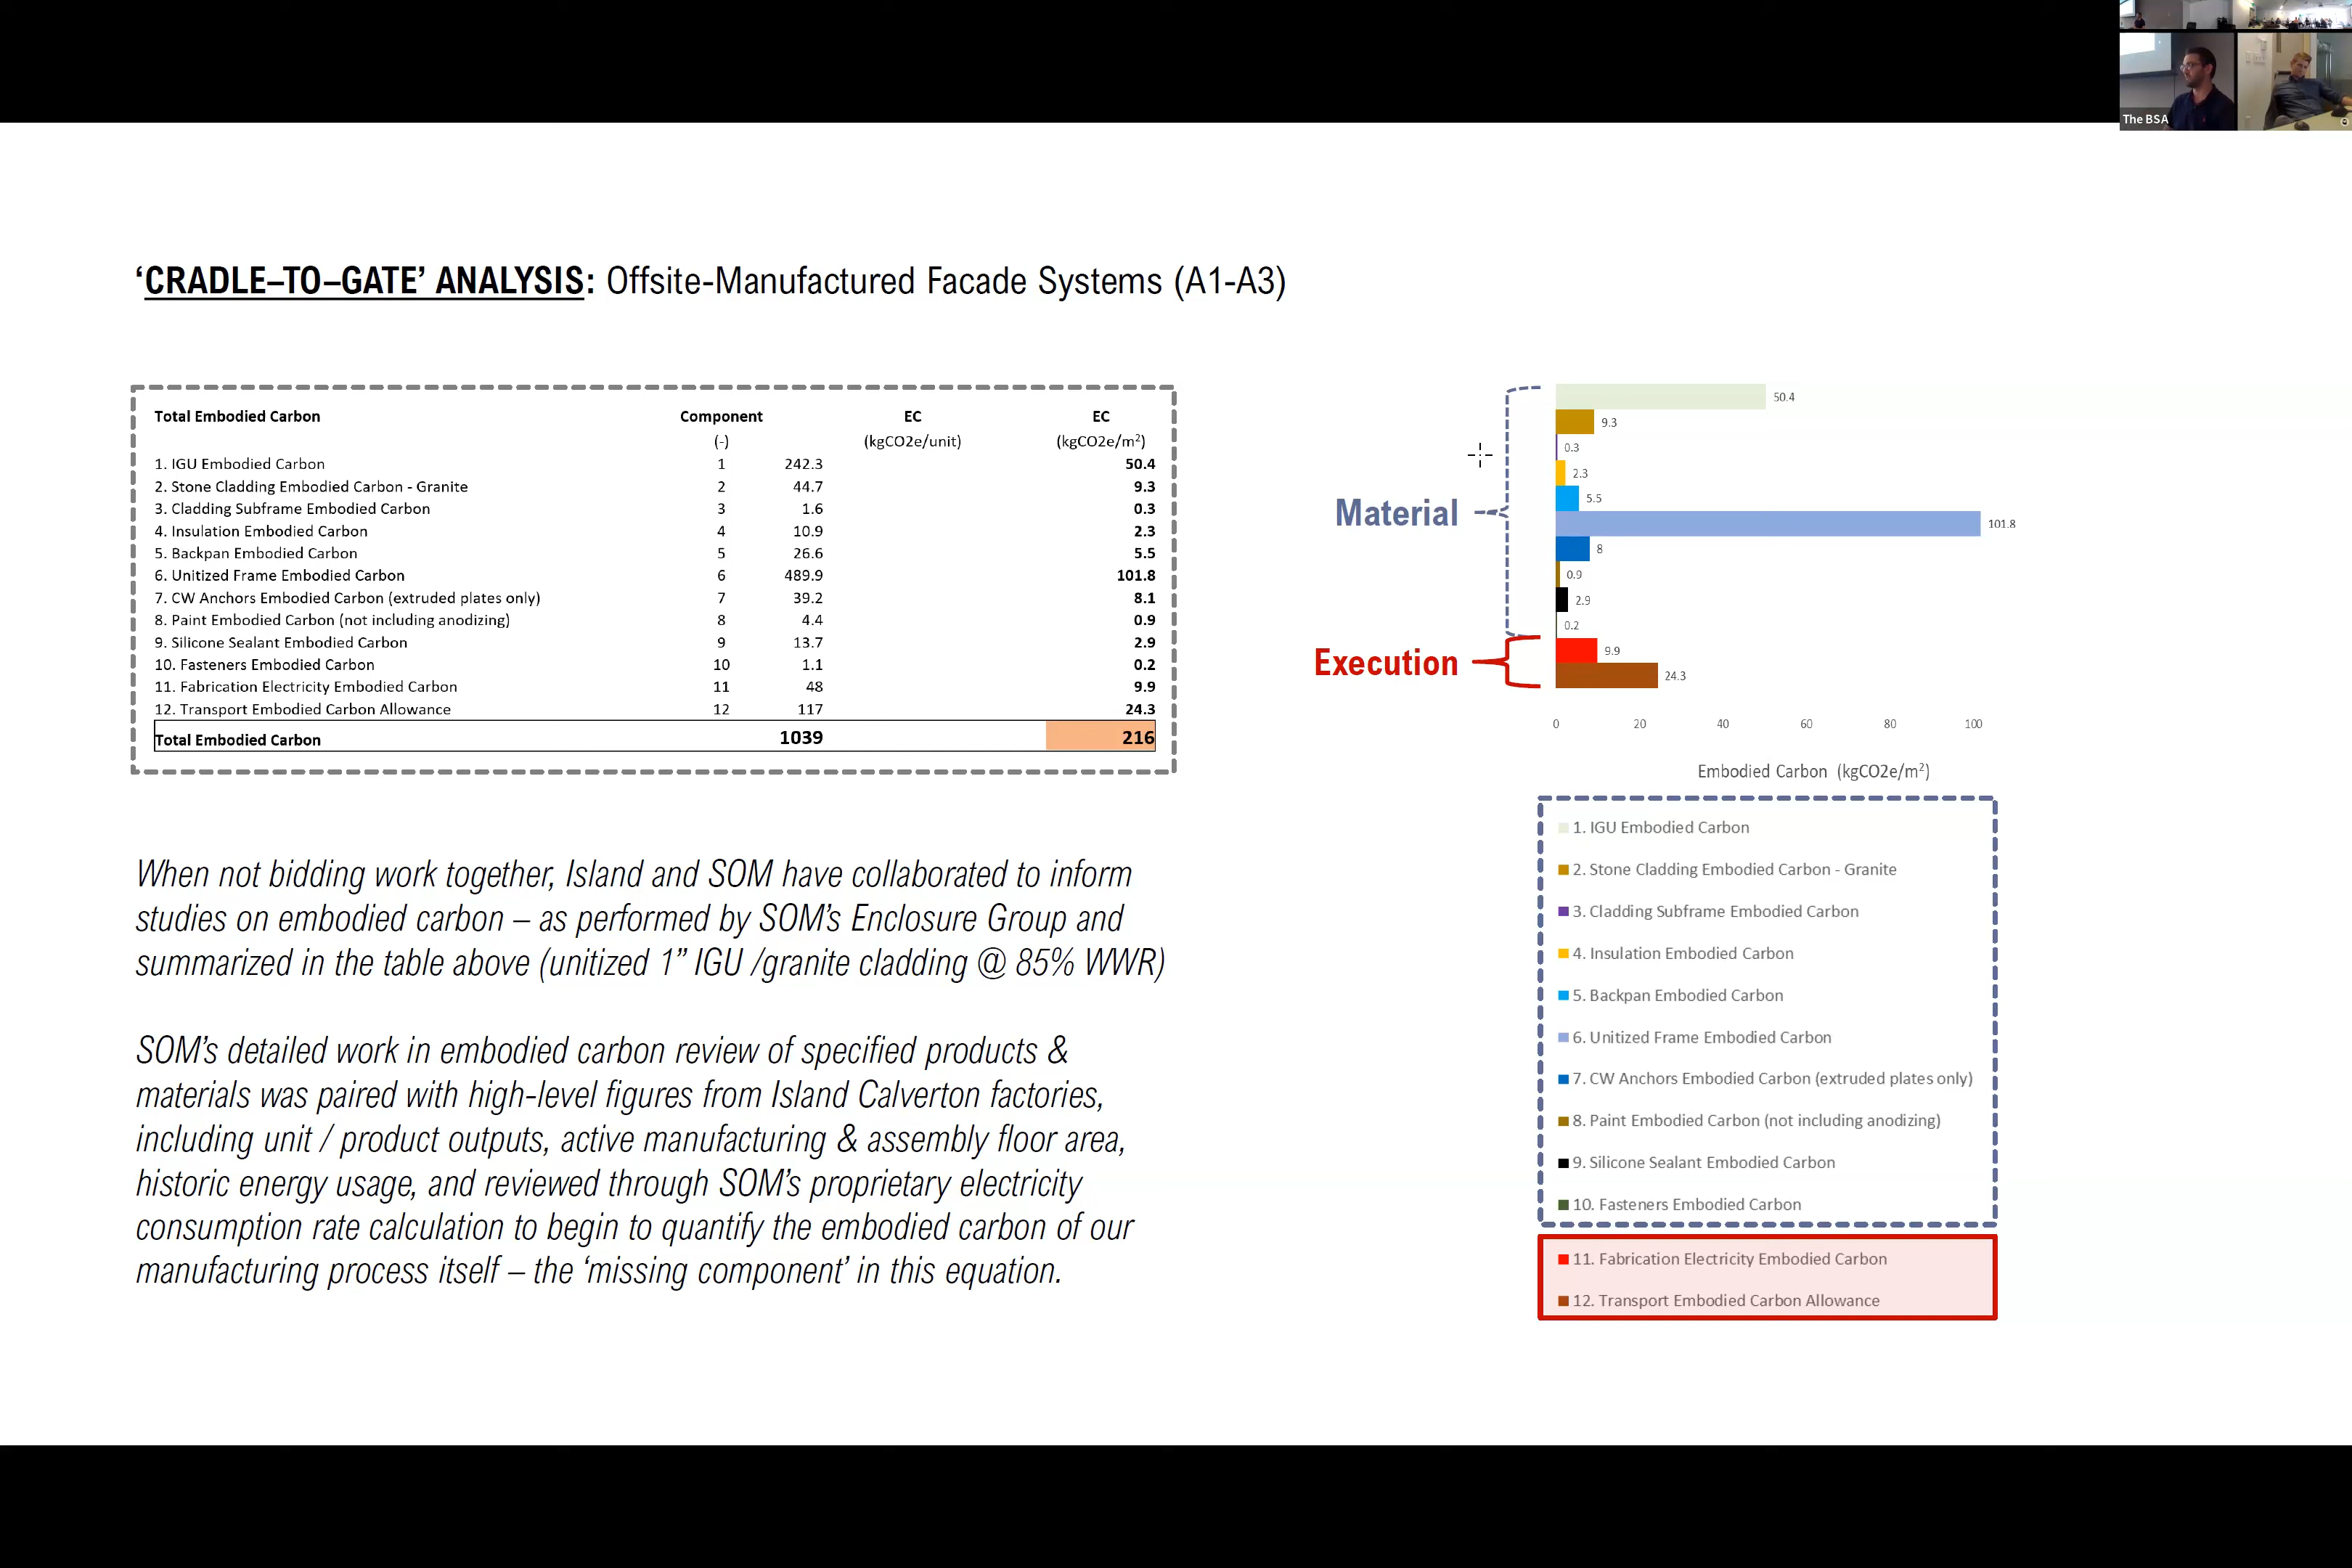 The BSA
‘CRADLE–TO–GATE’ ANALYSIS: Offsite-Manufactured Facade Systems (A1-A3)
Total Embodied Carbon Component EC EC
(-) (kgCO2e/unit) (kgCO2e/m²)
1. IGU Embodied Carbon 1 242.3 50.4
2. Stone Cladding Embodied Carbon - Granite 2 44.7 9.3
3. Cladding Subframe Embodied Carbon 3 1.6 0.3
4. Insulation Embodied Carbon 4 10.9 2.3
5. Backpan Embodied Carbon 5 26.6 5.5
6. Unitized Frame Embodied Carbon 6 489.9 101.8
7. CW Anchors Embodied Carbon (extruded plates only) 7 39.2 8.1
8. Paint Embodied Carbon (not including anodizing) 8 4.4 0.9
9. Silicone Sealant Embodied Carbon 9 13.7 2.9
10. Fasteners Embodied Carbon 10 1.1 0.2
11. Fabrication Electricity Embodied Carbon 11 48 9.9
12. Transport Embodied Carbon Allowance 12 117 24.3
Total Embodied Carbon 1039 216
When not bidding work together, Island and SOM have collaborated to inform
studies on embodied carbon – as performed by SOM’s Enclosure Group and
summarized in the table above (unitized 1” IGU /granite cladding @ 85% WWR)
SOM’s detailed work in embodied carbon review of specified products &
materials was paired with high-level figures from Island Calverton factories,
including unit / product outputs, active manufacturing & assembly floor area,
historic energy usage, and reviewed through SOM’s proprietary electricity
consumption rate calculation to begin to quantify the embodied carbon of our
manufacturing process itself – the ‘missing component’ in this equation.
Material
Execution
50.4
9.3
0.3
2.3
5.5
101.8
8
0.9
2.9
0.2
9.9
24.3
0 20 40 60 80 100
Embodied Carbon (kgCO2e/m²)
1. IGU Embodied Carbon
2. Stone Cladding Embodied Carbon - Granite
3. Cladding Subframe Embodied Carbon
4. Insulation Embodied Carbon
5. Backpan Embodied Carbon
6. Unitized Frame Embodied Carbon
7. CW Anchors Embodied Carbon (extruded plates only)
8. Paint Embodied Carbon (not including anodizing)
9. Silicone Sealant Embodied Carbon
10. Fasteners Embodied Carbon
11. Fabrication Electricity Embodied Carbon
12. Transport Embodied Carbon Allowance